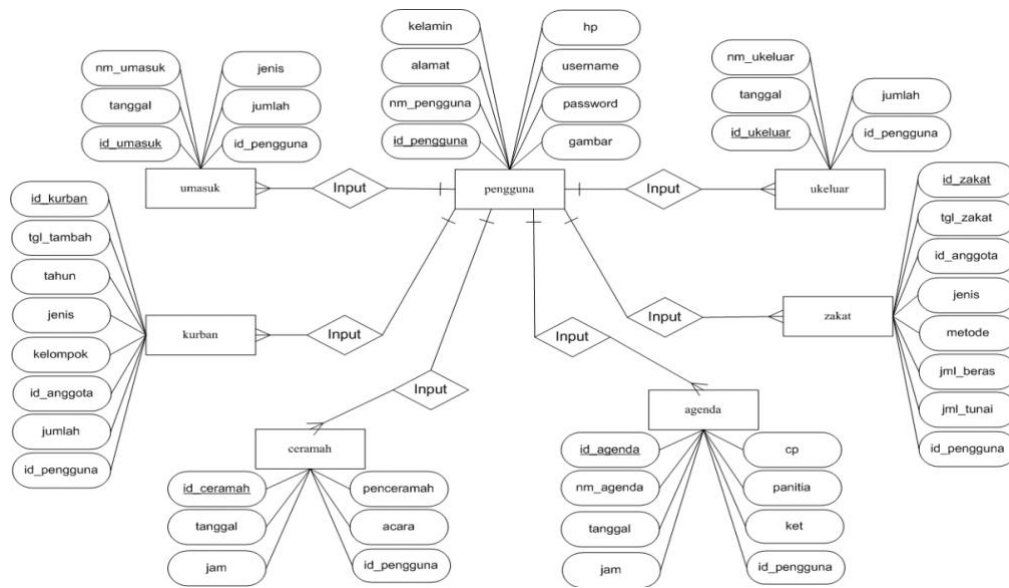 kelamin
hp
nm_umasuk
jenis
alamat
username
nm_ukeluar
tanggal
jumlah
nm_pengguna
password
tanggal
jumlah
id_umasuk
id_pengguna
id_pengguna
gambar
id_ukeluar
id_pengguna
umasuk
Input
pengguna
Input
ukeluar
id_kurban
tgl_tambah
tahun
jenis
kelompok
id_anggota
jumlah
id_pengguna
kurban
Input
Input
zakat
id_zakat
tgl_zakat
id_anggota
jenis
metode
jml_beras
jml_tunai
id_pengguna
Input
Input
ceramah
id_ceramah
penceramah
tanggal
acara
jam
id_pengguna
agenda
id_agenda
cp
nm_agenda
panitia
tanggal
ket
jam
id_pengguna